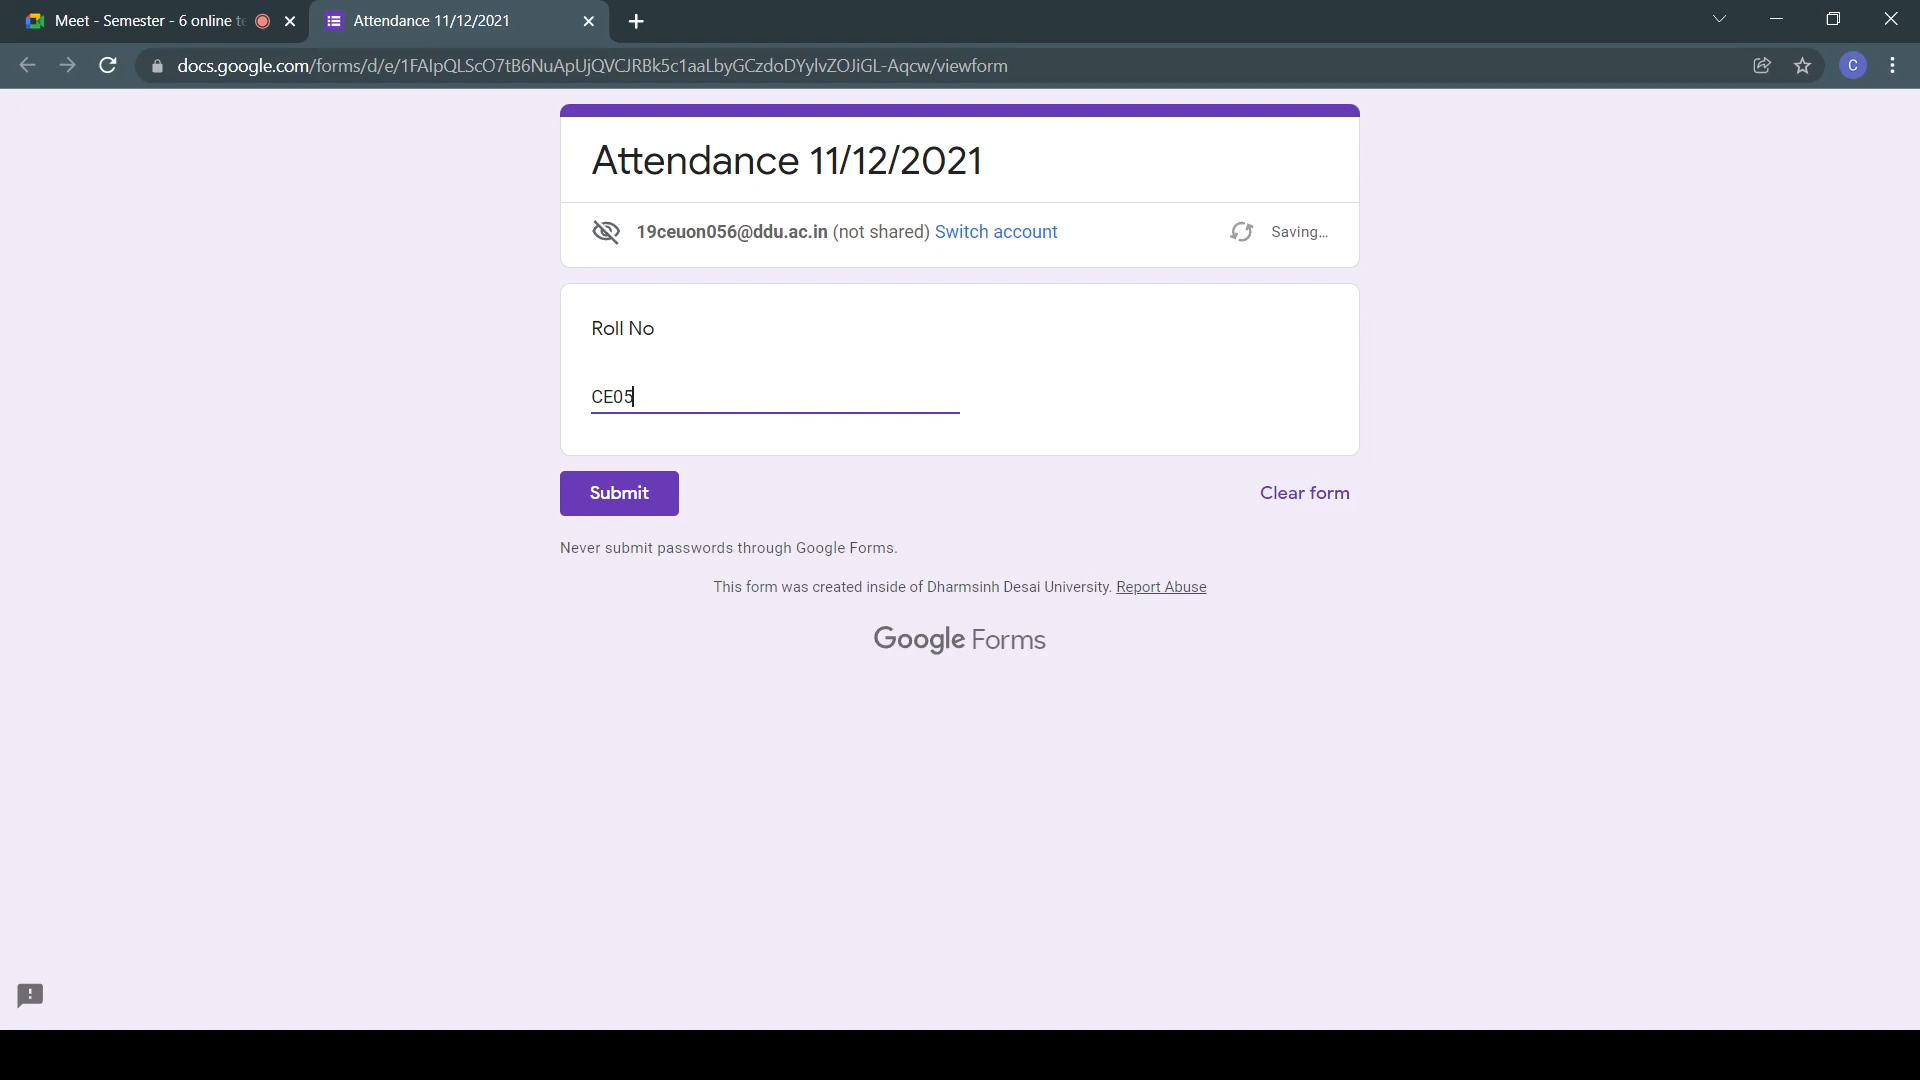 Meet - Semester - 6 online te
Attendance 11/12/2021
docs.google.com/forms/d/e/1FAIpQLScO7tB6NuApUjQVCJRBk5c1aaLbyGCzdoDYylvZOJiGL-Aqcw/viewform
C
Attendance 11/12/2021
19ceuon056@ddu.ac.in (not shared) Switch account
Saving...
Roll No
CE05
Submit
Clear form
Never submit passwords through Google Forms.
This form was created inside of Dharmsinh Desai University. Report Abuse
Google Forms